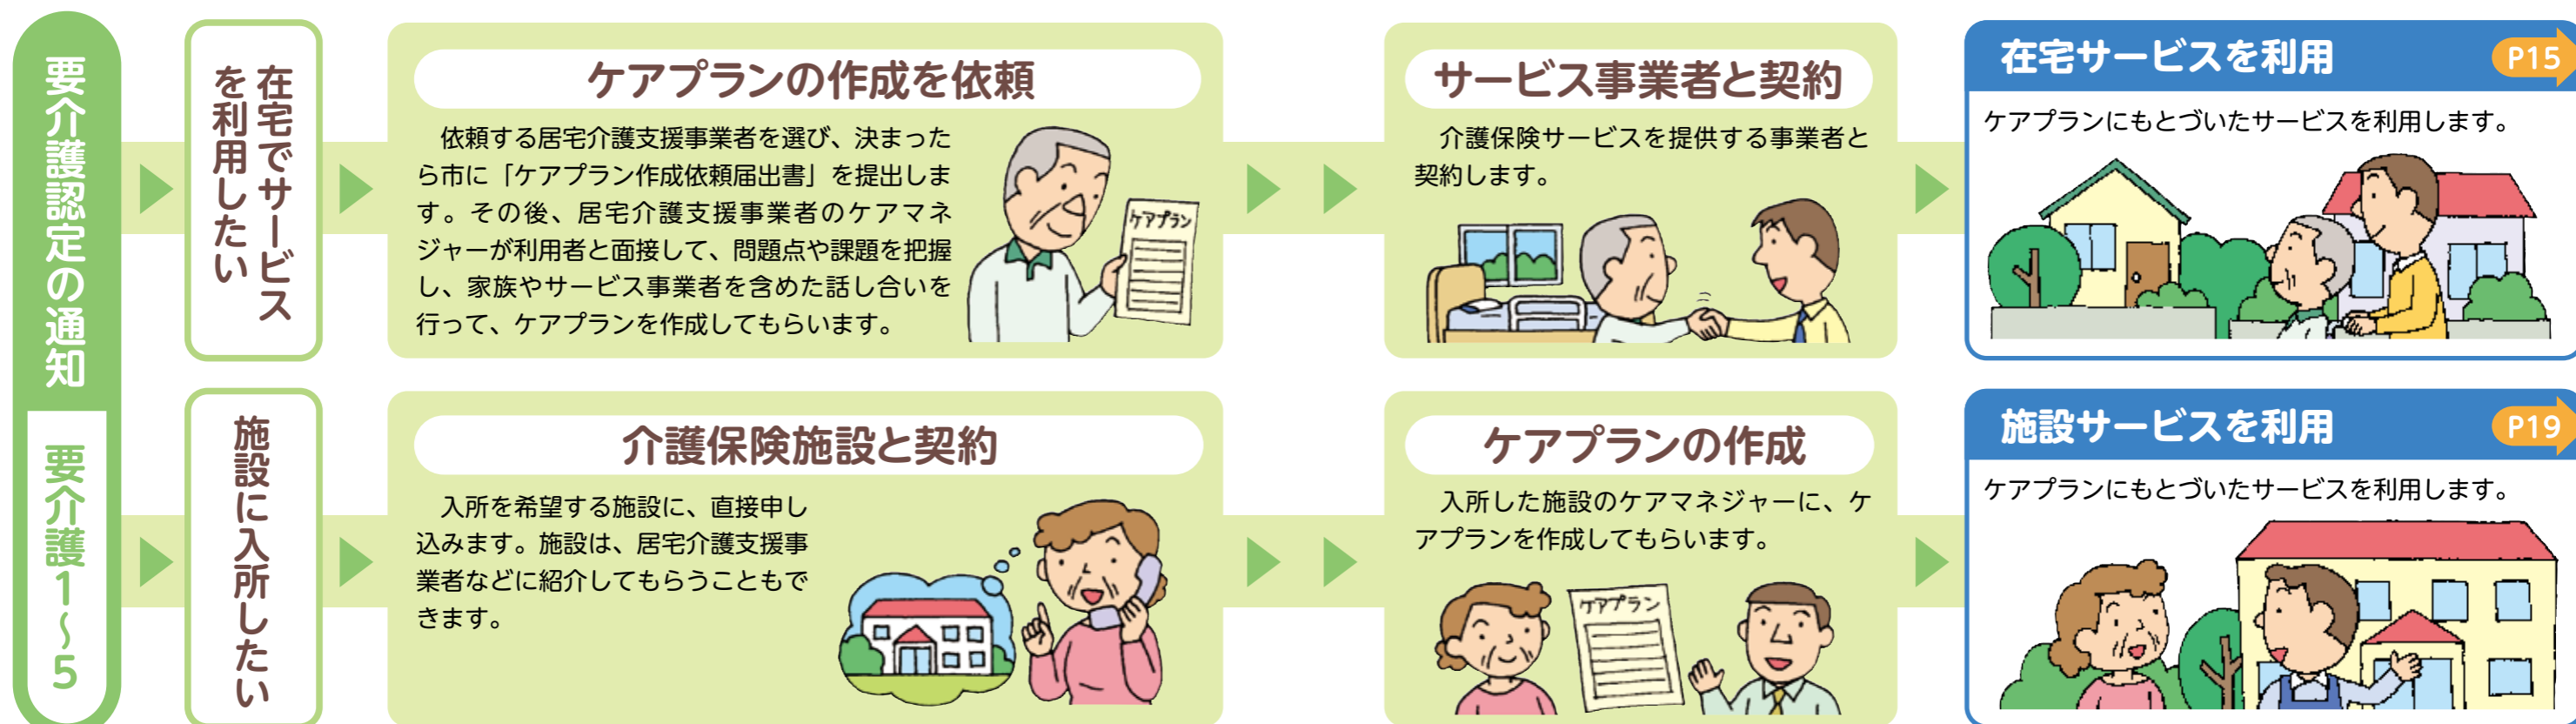 要介護認定の通知
要介護1～5
在宅でサービス
を利用したい
ケアプランの作成を依頼
依頼する居宅介護支援事業者を選び、決まった
ら市に「ケアプラン作成依頼届出書」を提出しま
す。その後、居宅介護支援事業者のケアマネ
ジャーが利用者と面接して、問題点や課題を把握
し、家族やサービス事業者を含めた話し合いを
行って、ケアプランを作成してもらいます。
ケアプラン
サービス事業者と契約
介護保険サービスを提供する事業者と
契約します。
在宅サービスを利用
P15
ケアプランにもとづいたサービスを利用します。
施設に入所したい
介護保険施設と契約
入所を希望する施設に、直接申し
込みます。施設は、居宅介護支援事
業者などに紹介してもらうこともで
きます。
ケアプランの作成
入所した施設のケアマネジャーに、ケ
アプランを作成してもらいます。
ケアプラン
施設サービスを利用
P19
ケアプランにもとづいたサービスを利用します。